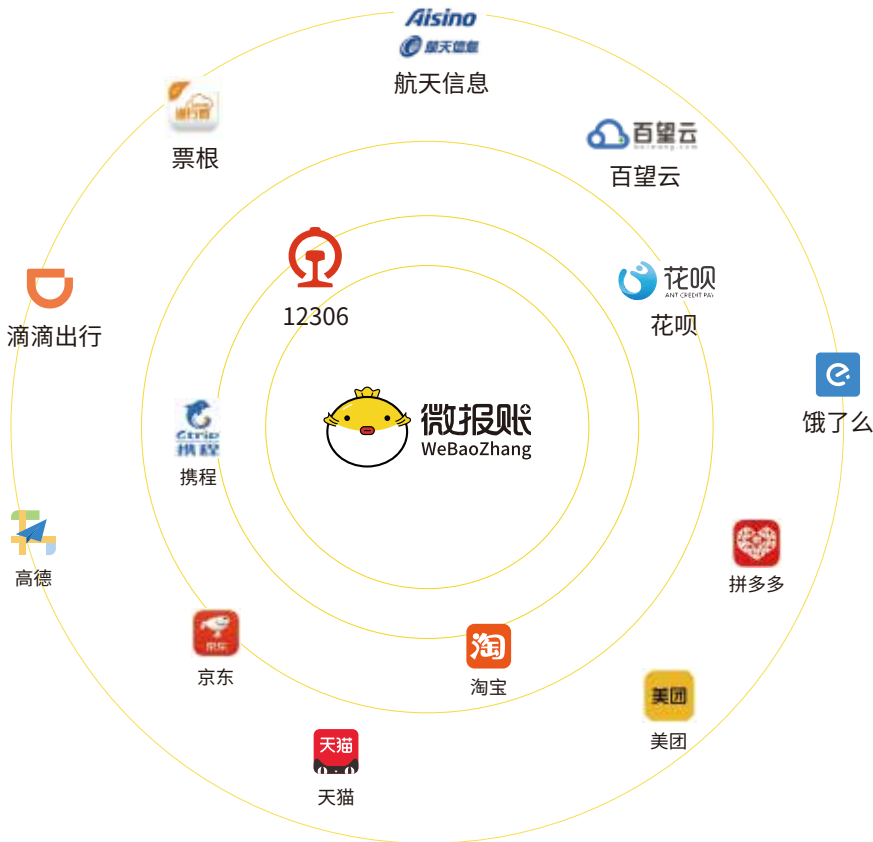 Aisino
航天信息
航天信息
票根
百望云
baiwang.com
百望云
12306
花呗
ANT CREDIT PAY
花呗
滴滴出行
饿了么
微报账
WeBaoZhang
Ctrip
携程
携程
高德
拼多多
京东
京东
淘
淘宝
美团
美团
天猫
天猫